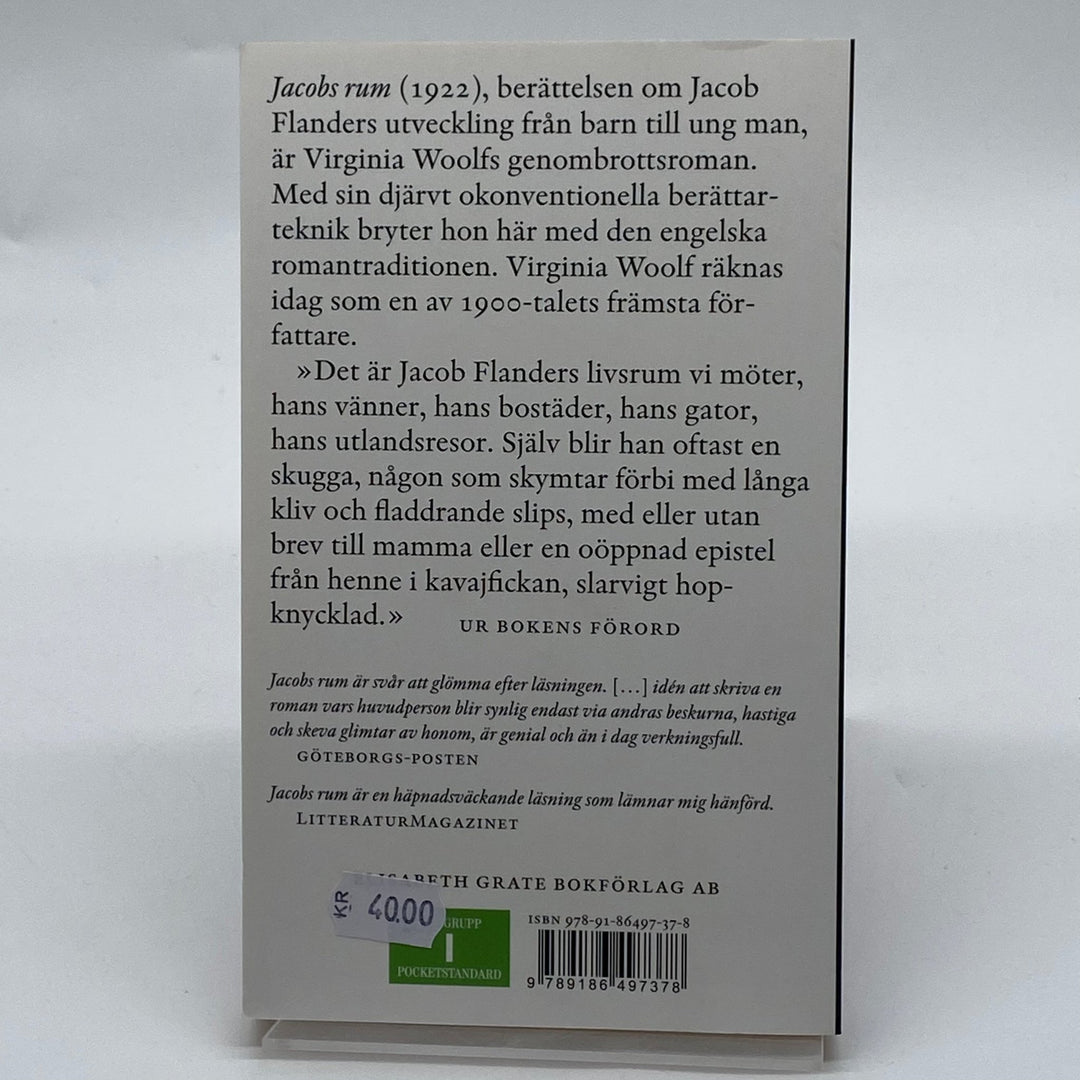 Jacobs rum (1922), berättelsen om Jacob
Flanders utveckling från barn till ung man,
är Virginia Woolfs genombrottsroman.
Med sin djärvt okonventionella berättar-
teknik bryter hon här med den engelska
romantraditionen. Virginia Woolf räknas
idag som en av 1900-talets främsta för-
fattare.
»Det är Jacob Flanders livsrum vi möter,
hans vänner, hans bostäder, hans gator,
hans utlandsresor. Själv blir han oftast en
skugga, någon som skymtar förbi med långa
kliv och fladdrande slips, med eller utan
brev till mamma eller en oöppnad epistel
från henne i kavajfickan, slarvigt hop-
knycklad.»
UR BOKENS FÖRORD
Jacobs rum är svår att glömma efter läsningen. [...] idén att skriva en
roman vars huvudperson blir synlig endast via andras beskurna, hastiga
och skeva glimtar av honom, är genial och än i dag verkningsfull.
GÖTEBORGS-POSTEN
Jacobs rum är en häpnadsväckande läsning som lämnar mig hänförd.
LITTERATURMAGAZINET
GRATE BOKFÖRLAG AB
KR 40.00
I
POCKETSTANDARD
ISBN 978-91-86497-37-8
9 789186 497378